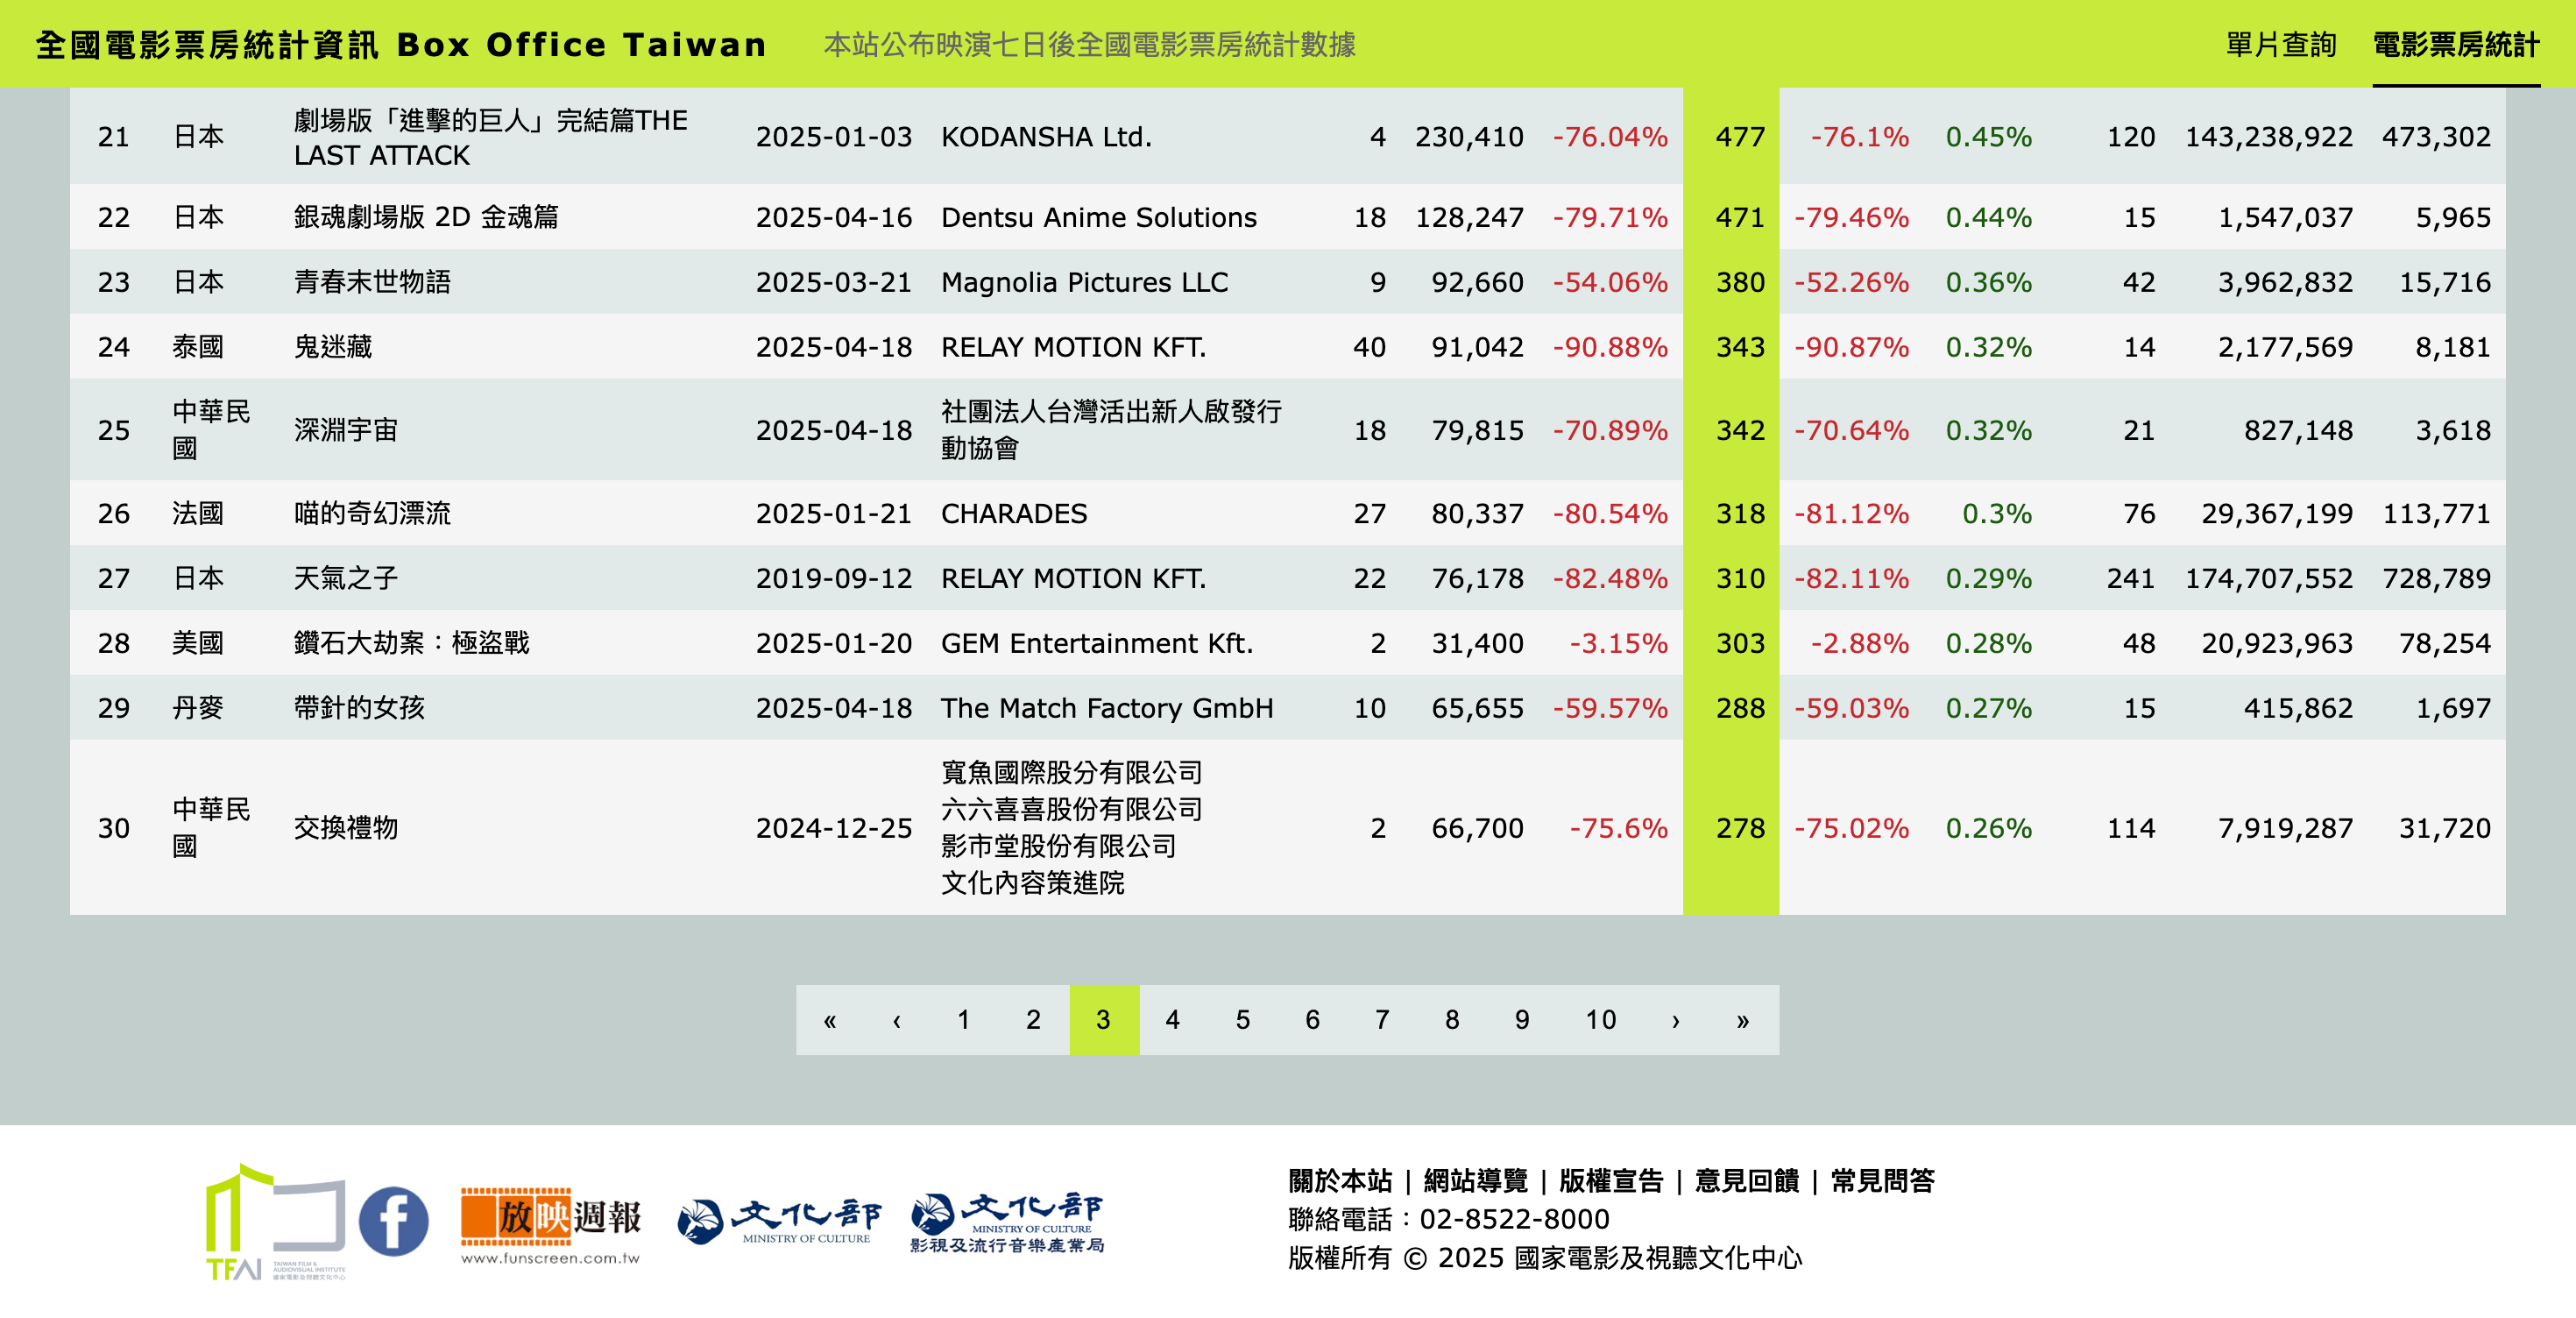 全國電影票房統計資訊 Box Office Taiwan 本站公布映演七日後全國電影票房統計數據 單片查詢 電影票房統計
21 日本 劇場版「進擊的巨人」完結篇THE LAST ATTACK 2025-01-03 KODANSHA Ltd. 4 230,410 -76.04% 477 -76.1% 0.45% 120 143,238,922 473,302
22 日本 銀魂劇場版 2D 金魂篇 2025-04-16 Dentsu Anime Solutions 18 128,247 -79.71% 471 -79.46% 0.44% 15 1,547,037 5,965
23 日本 青春末世物語 2025-03-21 Magnolia Pictures LLC 9 92,660 -54.06% 380 -52.26% 0.36% 42 3,962,832 15,716
24 泰國 鬼迷藏 2025-04-18 RELAY MOTION KFT. 40 91,042 -90.88% 343 -90.87% 0.32% 14 2,177,569 8,181
25 中華民國 深淵宇宙 2025-04-18 社團法人台灣活出新人啟發行動協會 18 79,815 -70.89% 342 -70.64% 0.32% 21 827,148 3,618
26 法國 喵的奇幻漂流 2025-01-21 CHARADES 27 80,337 -80.54% 318 -81.12% 0.3% 76 29,367,199 113,771
27 日本 天氣之子 2019-09-12 RELAY MOTION KFT. 22 76,178 -82.48% 310 -82.11% 0.29% 241 174,707,552 728,789
28 美國 鑽石大劫案：極盜戰 2025-01-20 GEM Entertainment Kft. 2 31,400 -3.15% 303 -2.88% 0.28% 48 20,923,963 78,254
29 丹麥 帶針的女孩 2025-04-18 The Match Factory GmbH 10 65,655 -59.57% 288 -59.03% 0.27% 15 415,862 1,697
30 中華民國 交換禮物 2024-12-25 寬魚國際股分有限公司 六六喜喜股份有限公司 影市堂股份有限公司 文化內容策進院 2 66,700 -75.6% 278 -75.02% 0.26% 114 7,919,287 31,720
« ‹ 1 2 3 4 5 6 7 8 9 10 › »
TFAI TAIWAN FILM & AUDIOVISUAL INSTITUTE 國家電影及視聽文化中心
放映週報
www.funscreen.com.tw
文化部
MINISTRY OF CULTURE
文化部
MINISTRY OF CULTURE
影視及流行音樂產業局
關於本站 | 網站導覽 | 版權宣告 | 意見回饋 | 常見問答
聯絡電話：02-8522-8000
版權所有 © 2025 國家電影及視聽文化中心